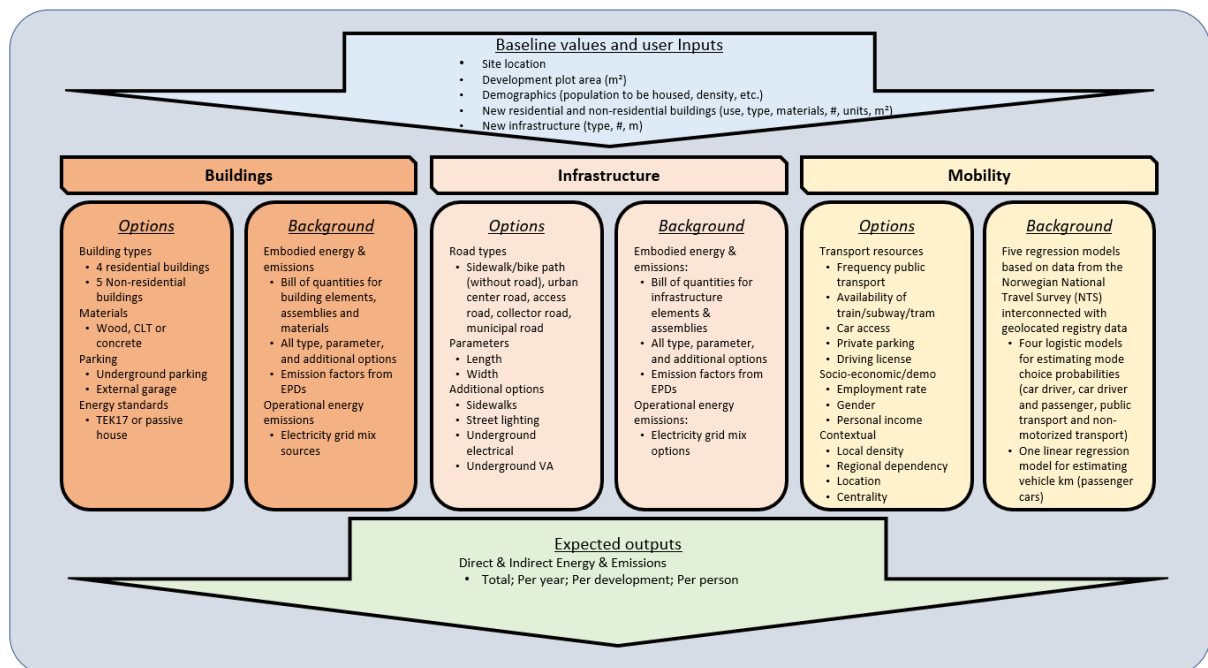 Baseline values and user Inputs
• Site location
• Development plot area (m²)
• Demographics (population to be housed, density, etc.)
• New residential and non-residential buildings (use, type, materials, #, units, m²)
• New infrastructure (type, #, m)
Buildings
Options
Building types
• 4 residential buildings
• 5 Non-residential
buildings
Materials
• Wood, CLT or
concrete
Parking
• Underground parking
• External garage
Energy standards
• TEK17 or passive
house
Background
Embodied energy &
emissions
• Bill of quantities for
building elements,
assemblies and
materials
• All type, parameter,
and additional options
• Emission factors from
EPDs
Operational energy
emissions
• Electricity grid mix
sources
Infrastructure
Options
Road types
• Sidewalk/bike path
(without road), urban
center road, access
road, collector road,
municipal road
Parameters
• Length
• Width
Additional options
• Sidewalks
• Street lighting
• Underground
electrical
• Underground VA
Background
Embodied energy &
emissions:
• Bill of quantities for
infrastructure
elements &
assemblies
• All type, parameter,
and additional options
• Emission factors from
EPDs
Operational energy
emissions:
• Electricity grid mix
options
Mobility
Options
Transport resources
• Frequency public
transport
• Availability of
train/subway/tram
• Car access
• Private parking
• Driving license
Socio-economic/demo
• Employment rate
• Gender
• Personal income
Contextual
• Local density
• Regional dependency
• Location
• Centrality
Background
Five regression models
based on data from the
Norwegian National
Travel Survey (NTS)
interconnected with
geolocated registry data
• Four logistic models
for estimating mode
choice probabilities
(car driver, car driver
and passenger, public
transport and non-
motorized transport)
• One linear regression
model for estimating
vehicle km (passenger
cars)
Expected outputs
Direct & Indirect Energy & Emissions
• Total; Per year; Per development; Per person